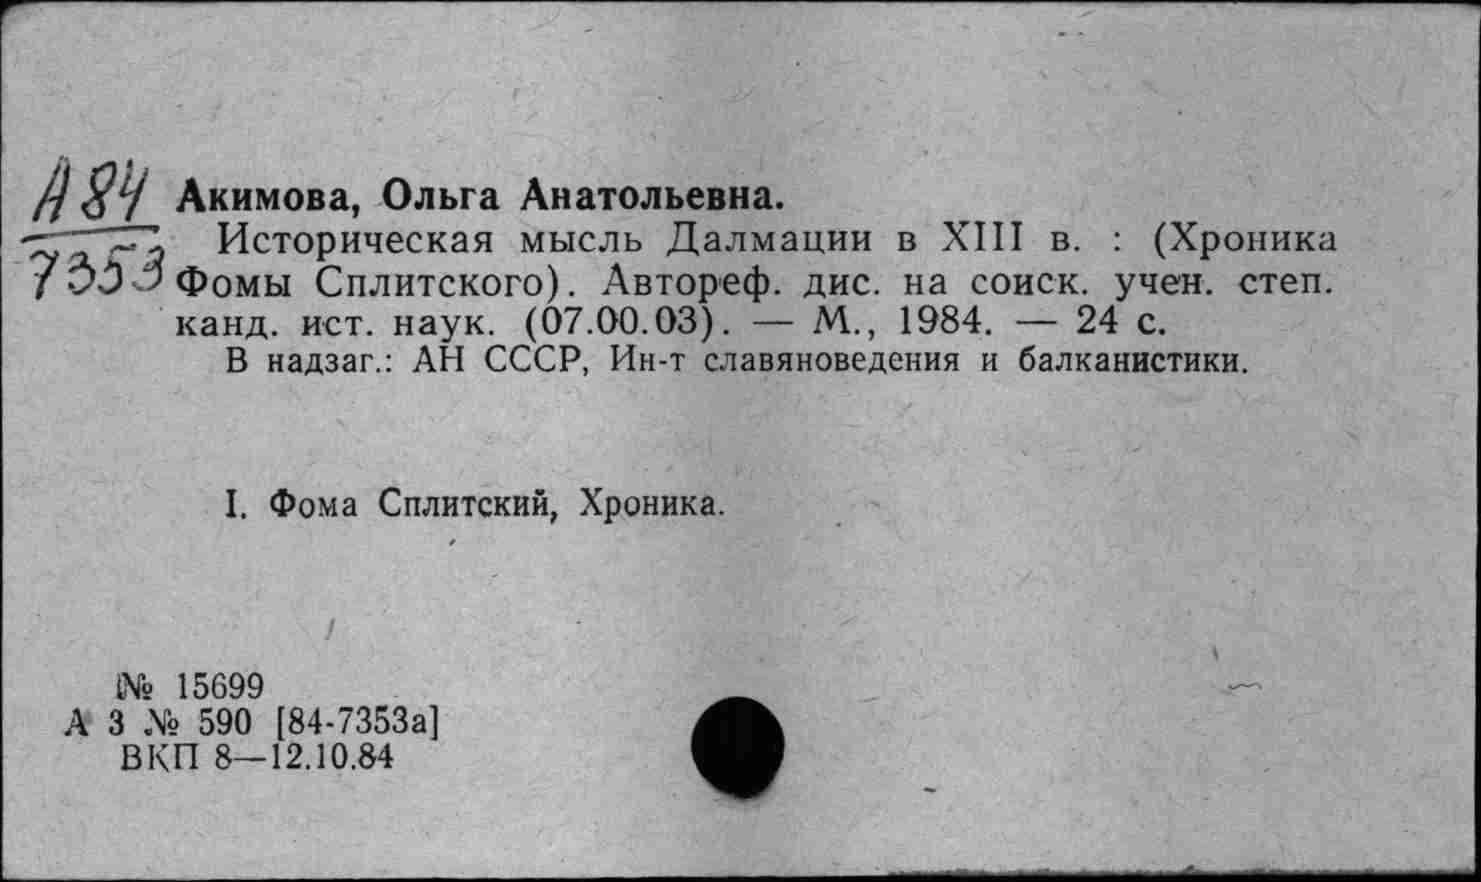 А84
7353
Акимова, Ольга Анатольевна.
Историческая мысль Далмации в XIII в. : (Хроника
Фомы Сплитского). Автореф. дис. на соиск. учен. степ.
канд. ист. наук. (07.00.03). — М., 1984. — 24 с.
В надзаг.: АН СССР, Ин-т славяноведения и балканистики.
I. Фома Сплитский, Хроника.
№ 15699
А 3 № 590 [84-7353а]
ВКП 8—12.10.84